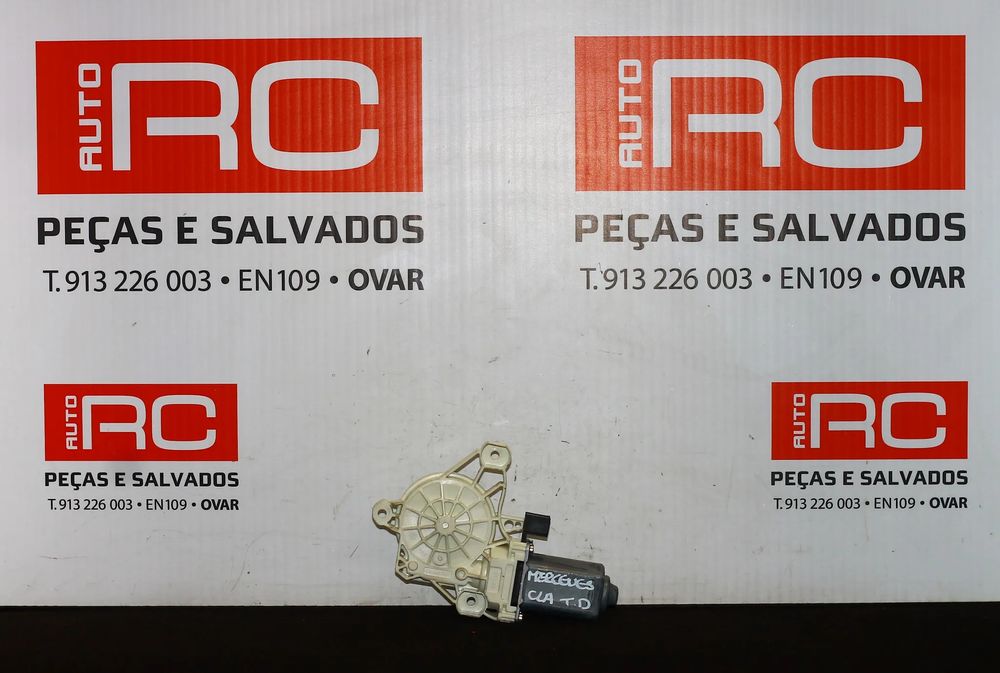 AUTO RC
PEÇAS E SALVADOS
T. 913 226 003 • EN109 • OVAR
AUTO RC
PEÇAS E SALVADOS
T. 913 226 003 • EN109 • OVAR
AUTO RC
PEÇAS E SALVADOS
T. 913 226 003 • EN109 • OVAR
AUTO RC
PEÇAS E SALVADOS
T. 913 226 003 • EN109 • OVAR
MERCEDES
CLA T.D